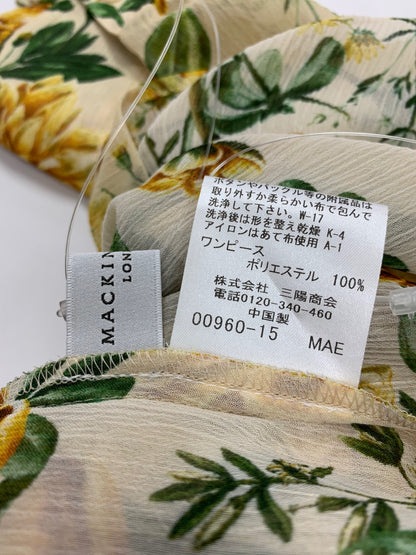 MACKIN
LON
ボタンやバックル等の附属品は
取り外すか柔らかい布で包んで
洗浄して下さい。W-17
洗浄後は形を整え乾燥 K-4
アイロンはあて布使用 A-1
ワンピース
ポリエステル 100%
株式会社 三陽商会
電話0120-340-460
中国製
00960-15 MAE